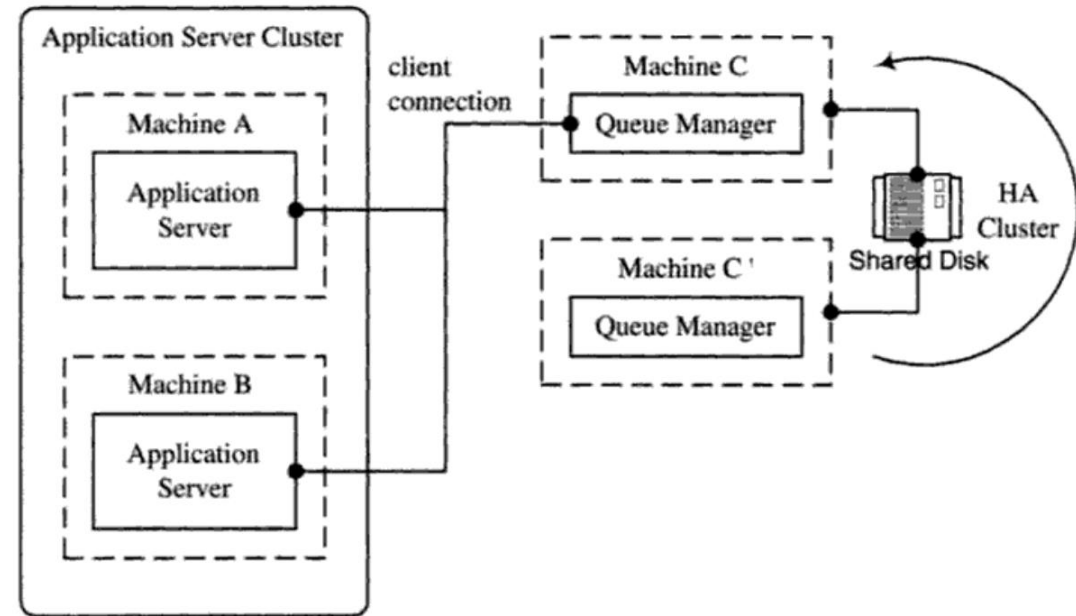 Application Server Cluster
Machine A
Application
Server
Machine B
Application
Server
client
connection
Machine C
Queue Manager
Machine C '
Queue Manager
HA
Cluster
Shared Disk